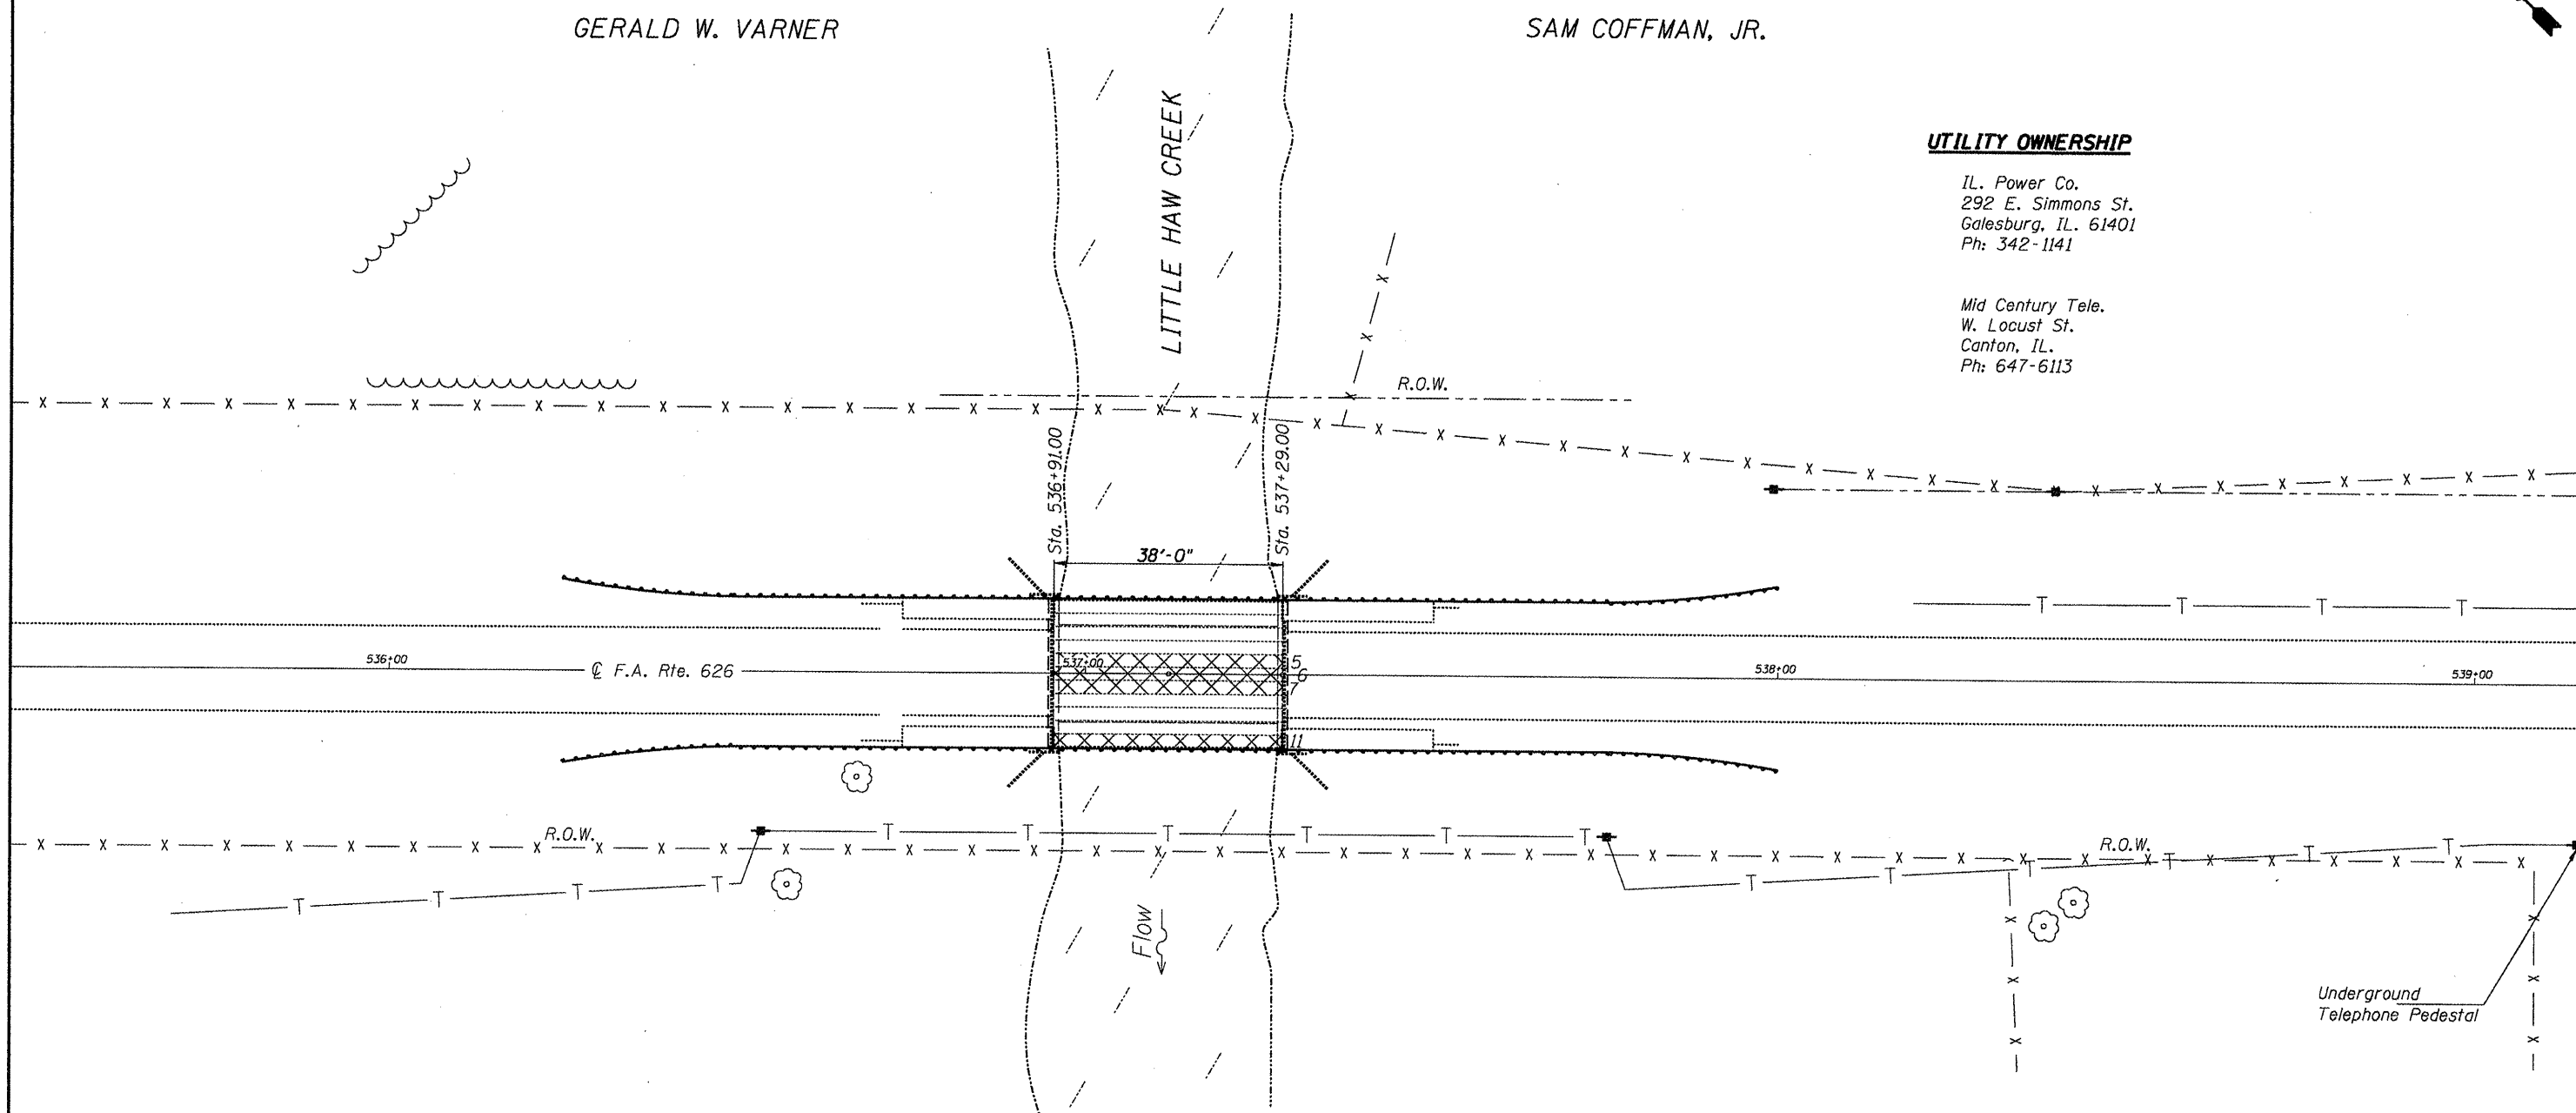 GERALD W. VARNER
SAM COFFMAN, JR.
LITTLE HAW CREEK
UTILITY OWNERSHIP
IL. Power Co.
292 E. Simmons St.
Galesburg, IL. 61401
Ph: 342-1141
Mid Century Tele.
W. Locust St.
Canton, IL.
Ph: 647-6113
R.O.W.
Sta. 536+91.00
Sta. 537+29.00
38'-0"
536+00
℄ F.A. Rte. 626
537+00
5
6
7
538+00
539+00
11
R.O.W.
R.O.W.
Flow
Underground
Telephone Pedestal